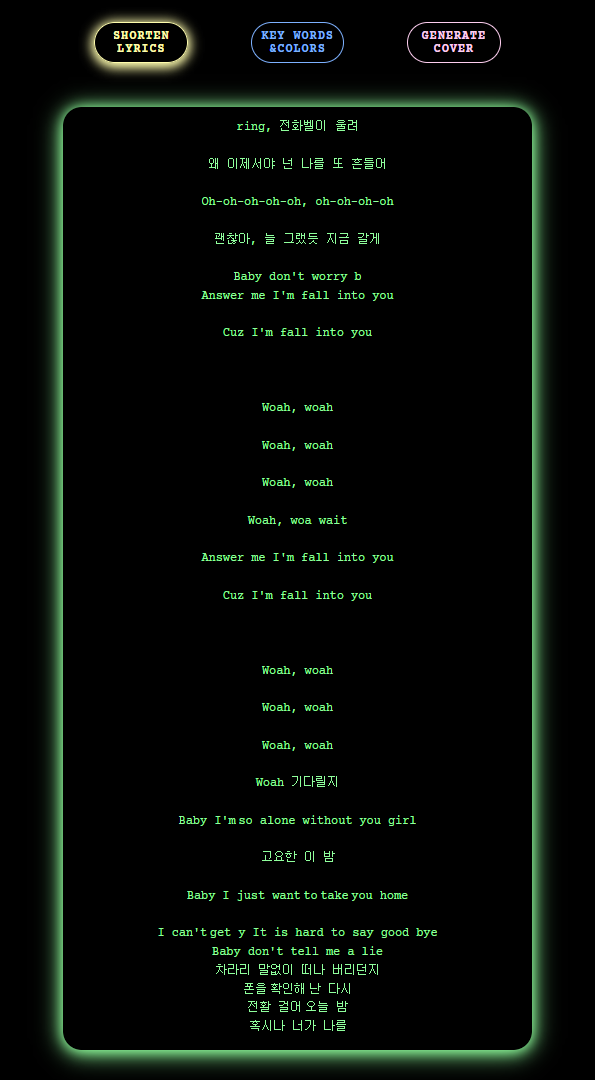 SHORTEN
LYRICS
KEY WORDS
&COLORS
GENERATE
COVER
ring, 전화벨이 울려
왜 이제서야 넌 나를 또 흔들어
Oh-oh-oh-oh-oh, oh-oh-oh-oh
괜찮아, 늘 그랬듯 지금 갈게
Baby don't worry b
Answer me I'm fall into you
Cuz I'm fall into you
Woah, woah
Woah, woah
Woah, woah
Woah, woa wait
Answer me I'm fall into you
Cuz I'm fall into you
Woah, woah
Woah, woah
Woah, woah
Woah 기다릴지
Baby I'm so alone without you girl
고요한 이 밤
Baby I just want to take you home
I can't get y It is hard to say good bye
Baby don't tell me a lie
차라리 말없이 떠나 버리던지
폰을 확인해 난 다시
전활 걸어 오늘 밤
혹시나 너가 나를